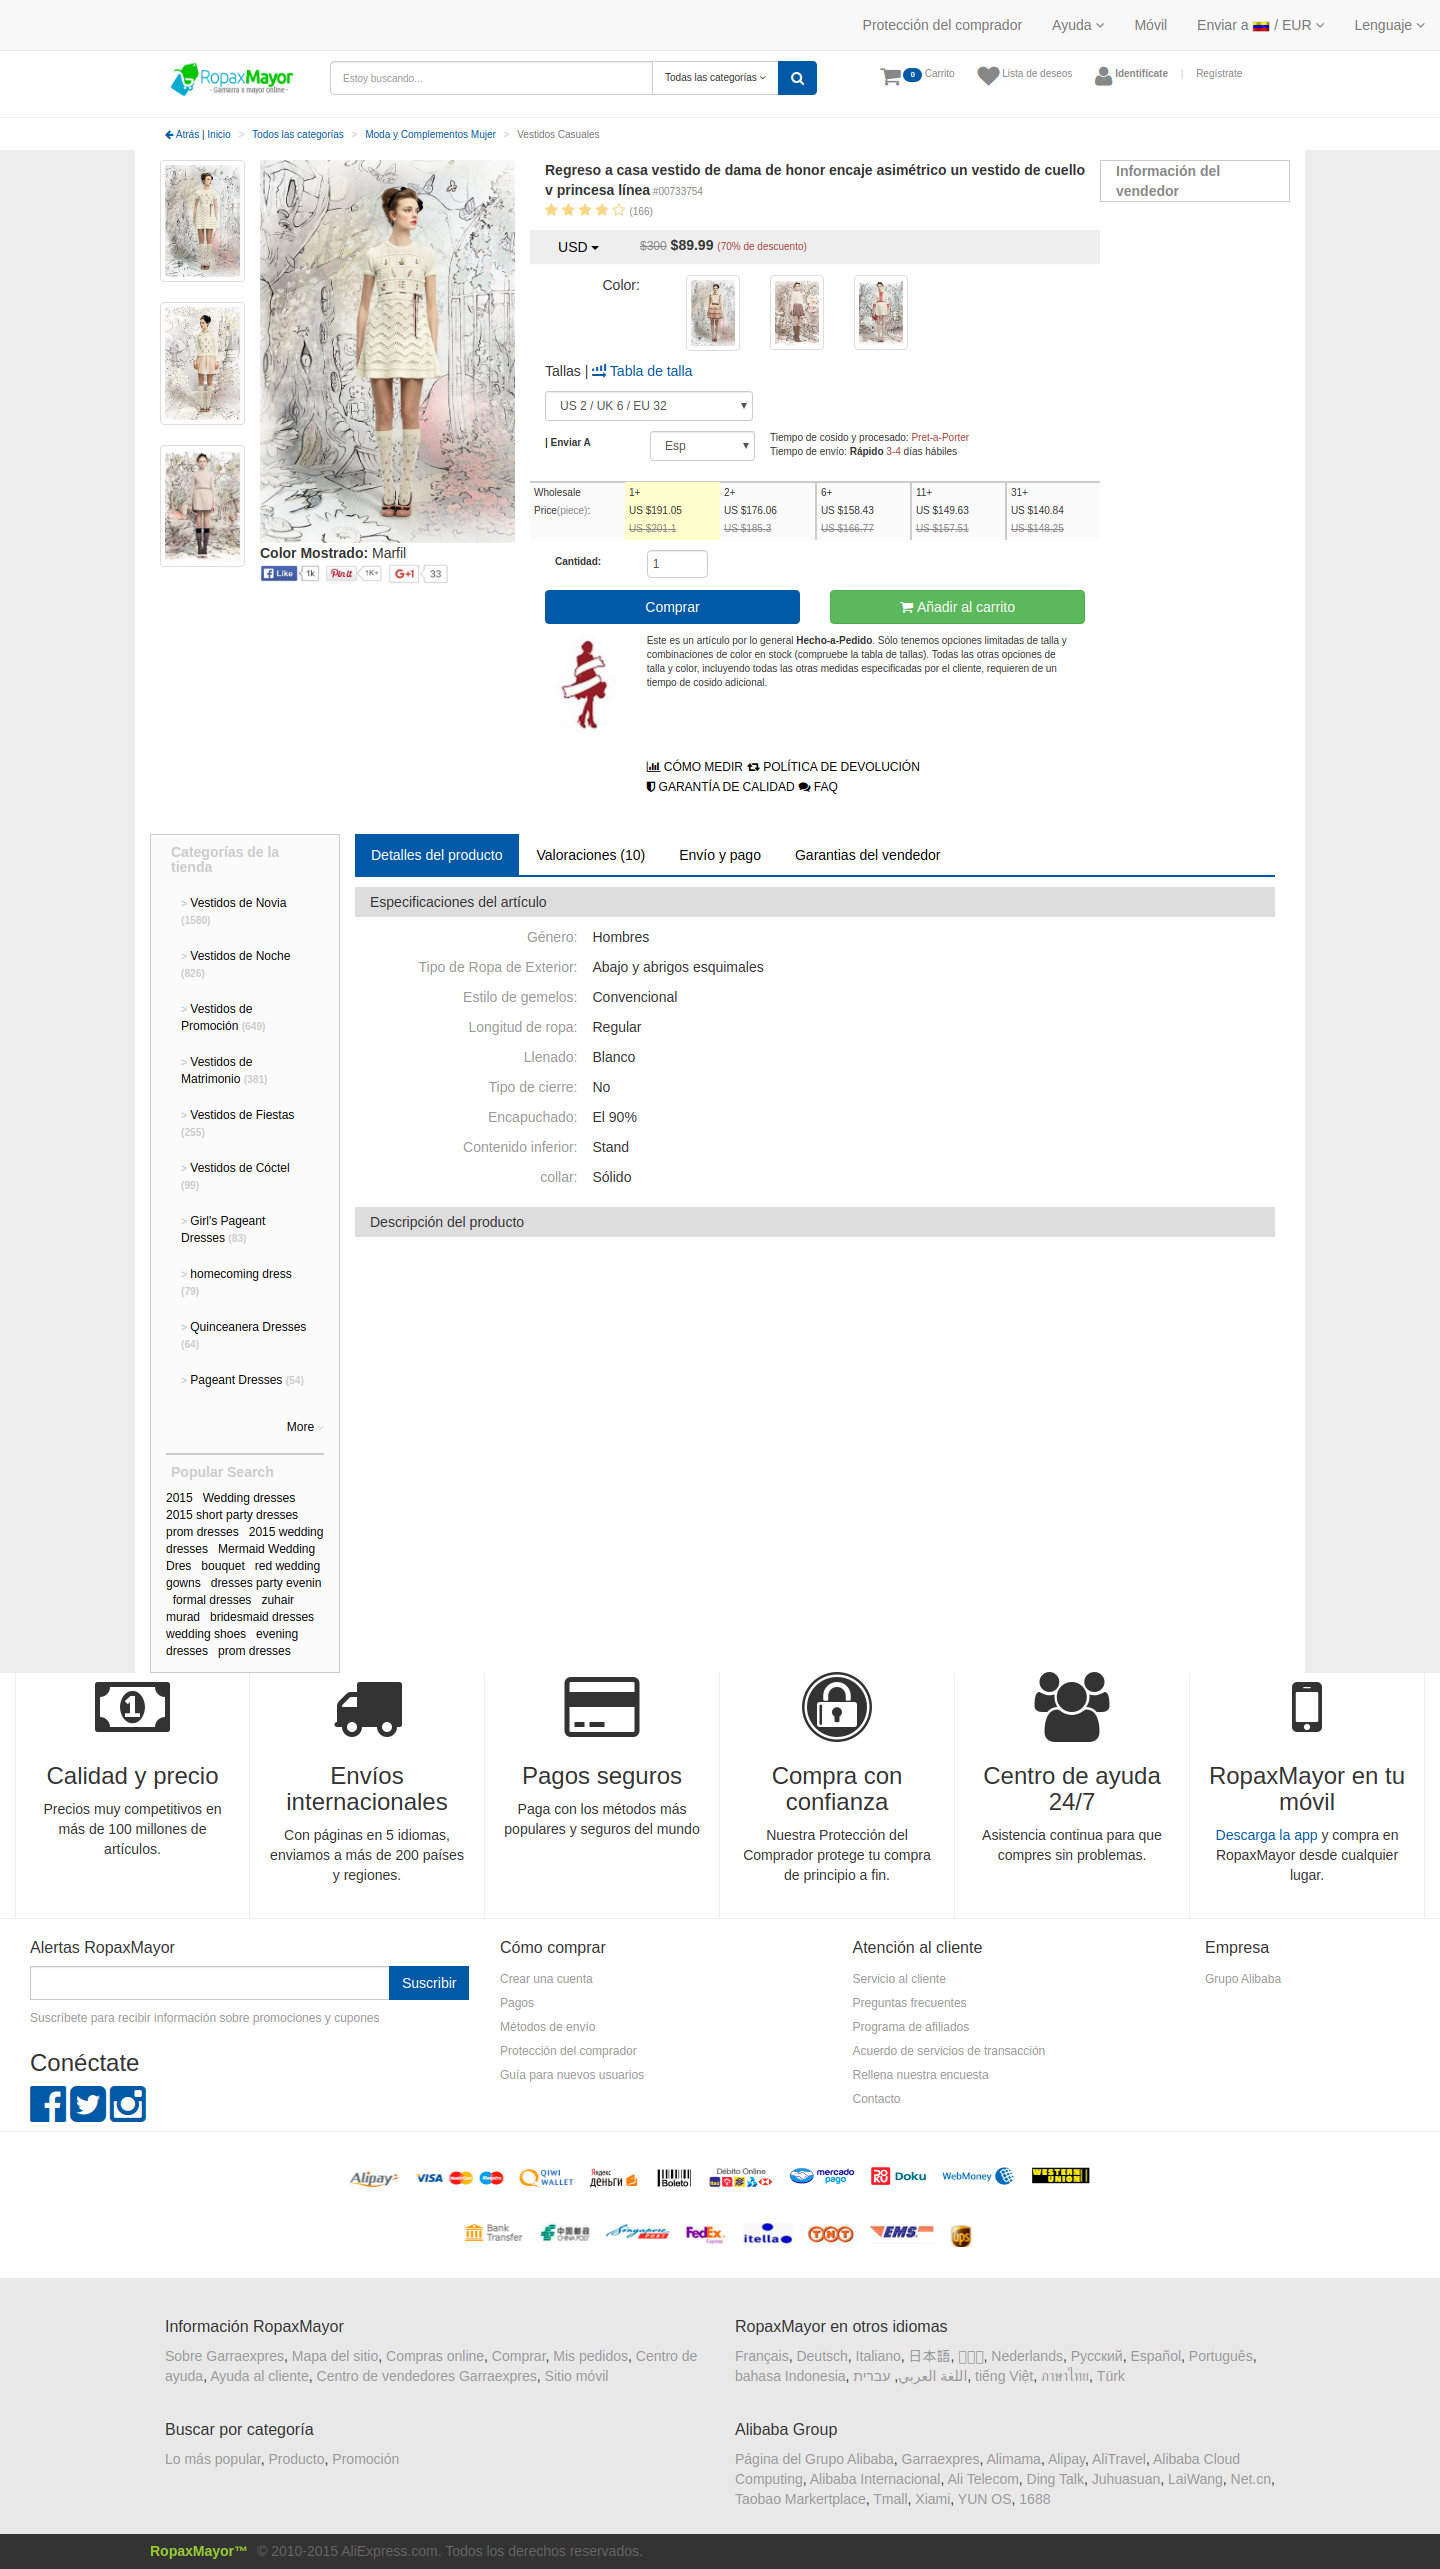 Protección del comprador Ayuda Móvil Enviar a / EUR Lenguaje
RopaxMayor
- Gamarra x mayor online -
Estoy buscando... Todas las categorías
0 Carrito Lista de deseos Identifícate | Regístrate
Atrás | Inicio > Todos las categorías > Moda y Complementos Mujer > Vestidos Casuales
Regreso a casa vestido de dama de honor encaje asimétrico un vestido de cuello
v princesa línea #00733754
(166)
Información del
vendedor
USD $300 $89.99 (70% de descuento)
Color:
Tallas | Tabla de talla
US 2 / UK 6 / EU 32
| Enviar A Esp
Tiempo de cosido y procesado: Pret-a-Porter
Tiempo de envío: Rápido 3-4 días hábiles
Wholesale 1+ 2+ 6+ 11+ 31+
Price(piece): US $191.05 US $176.06 US $158.43 US $149.63 US $140.84
US $201.1 US $185.3 US $166.77 US $157.51 US $148.25
Color Mostrado: Marfil
Like 1k Pinit 1K+ G+1 33
Cantidad: 1
Comprar Añadir al carrito
Este es un artículo por lo general Hecho-a-Pedido. Sólo tenemos opciones limitadas de talla y
combinaciones de color en stock (compruebe la tabla de tallas). Todas las otras opciones de
talla y color, incluyendo todas las otras medidas especificadas por el cliente, requieren de un
tiempo de cosido adicional.
CÓMO MEDIR POLÍTICA DE DEVOLUCIÓN
GARANTÍA DE CALIDAD FAQ
Categorías de la
tienda
> Vestidos de Novia
(1580)
> Vestidos de Noche
(826)
> Vestidos de
Promoción (649)
> Vestidos de
Matrimonio (381)
> Vestidos de Fiestas
(255)
> Vestidos de Cóctel
(99)
> Girl's Pageant
Dresses (83)
> homecoming dress
(79)
> Quinceanera Dresses
(64)
> Pageant Dresses (54)
More
Popular Search
2015 Wedding dresses
2015 short party dresses
prom dresses 2015 wedding
dresses Mermaid Wedding
Dres bouquet red wedding
gowns dresses party evenin
formal dresses zuhair
murad bridesmaid dresses
wedding shoes evening
dresses prom dresses
Detalles del producto Valoraciones (10) Envío y pago Garantias del vendedor
Especificaciones del artículo
Género: Hombres
Tipo de Ropa de Exterior: Abajo y abrigos esquimales
Estilo de gemelos: Convencional
Longitud de ropa: Regular
Llenado: Blanco
Tipo de cierre: No
Encapuchado: El 90%
Contenido inferior: Stand
collar: Sólido
Descripción del producto
Calidad y precio
Precios muy competitivos en
más de 100 millones de
artículos.
Envíos
internacionales
Con páginas en 5 idiomas,
enviamos a más de 200 países
y regiones.
Pagos seguros
Paga con los métodos más
populares y seguros del mundo
Compra con
confianza
Nuestra Protección del
Comprador protege tu compra
de principio a fin.
Centro de ayuda
24/7
Asistencia continua para que
compres sin problemas.
RopaxMayor en tu
móvil
Descarga la app y compra en
RopaxMayor desde cualquier
lugar.
Alertas RopaxMayor
Suscribir
Suscríbete para recibir información sobre promociones y cupones
Conéctate
Cómo comprar
Crear una cuenta
Pagos
Métodos de envío
Protección del comprador
Guía para nuevos usuarios
Atención al cliente
Servicio al cliente
Preguntas frecuentes
Programa de afiliados
Acuerdo de servicios de transacción
Rellena nuestra encuesta
Contacto
Empresa
Grupo Alibaba
Alipay VISA MasterCard Maestro QIWI WALLET Яндекс ДЕНЬГИ Boleto Débito Online mercado pago Doku WebMoney WESTERN UNION
Bank Transfer 中国邮政 CHINA POST Singapore POST FedEx Express itella TNT EMS ups
Información RopaxMayor
Sobre Garraexpres, Mapa del sitio, Compras online, Comprar, Mis pedidos, Centro de
ayuda, Ayuda al cliente, Centro de vendedores Garraexpres, Sitio móvil
RopaxMayor en otros idiomas
Français, Deutsch, Italiano, 日本語, Nederlands, Русский, Español, Português,
bahasa Indonesia, اللغة العربي, עברית, tiếng Việt, ภาษาไทย, Türk
Buscar por categoría
Lo más popular, Producto, Promoción
Alibaba Group
Página del Grupo Alibaba, Garraexpres, Alimama, Alipay, AliTravel, Alibaba Cloud
Computing, Alibaba Internacional, Ali Telecom, Ding Talk, Juhuasuan, LaiWang, Net.cn,
Taobao Markertplace, Tmall, Xiami, YUN OS, 1688
RopaxMayor™ © 2010-2015 AliExpress.com. Todos los derechos reservados.